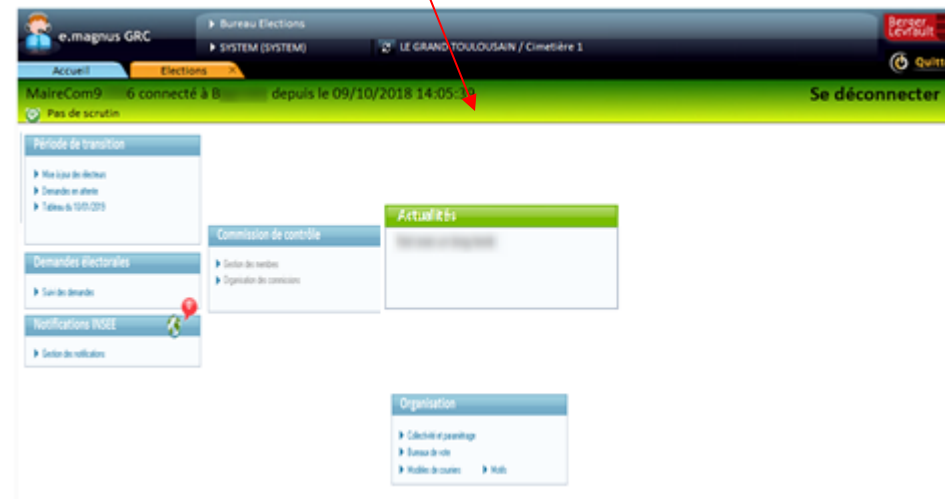 e.magnus GRC
Bureau Elections
SYSTEM (SYSTEM)
LE GRAND TOULOUSAIN / Cimetière 1
Berger
Levrault
Quitt
Accueil
Elections ×
MaireCom9 6 connecté à B depuis le 09/10/2018 14:05:39
Se déconnecter
Pas de scrutin
Période de transition
Mise à jour des électeurs
Demandes en attente
Tableau du 10/01/2019
Demandes électorales
Suivi des demandes
Notifications INSEE
Gestion des notifications
Commission de contrôle
Gestion des membres
Organisation des commissions
Actualités
Organisation
Collectivité et paramétrage
Bureaux de vote
Modèles de courriers
Motifs